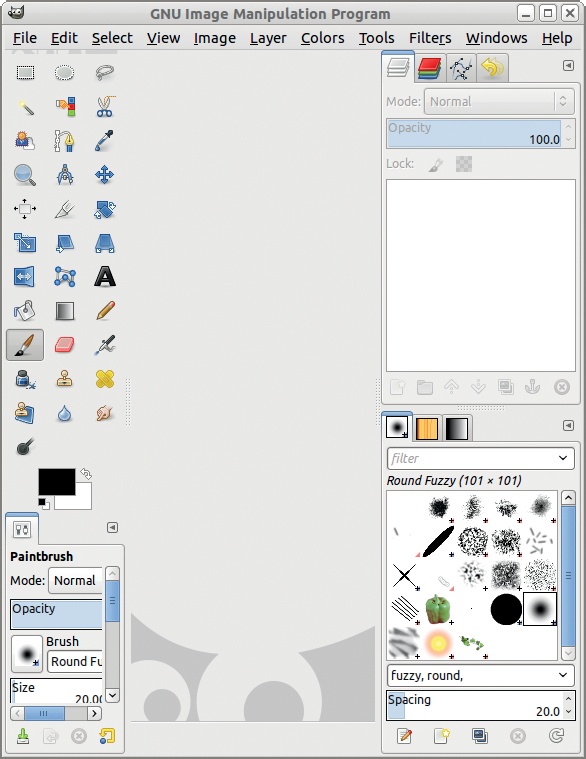 GNU Image Manipulation Program
File Edit Select View Image Layer Colors Tools Filters Windows Help
Mode: Normal
Opacity
100.0
Lock:
filter
Round Fuzzy (101 × 101)
Paintbrush
Mode: Normal
Opacity
Brush
Round Fu
Size
20.00
fuzzy, round,
Spacing
20.0